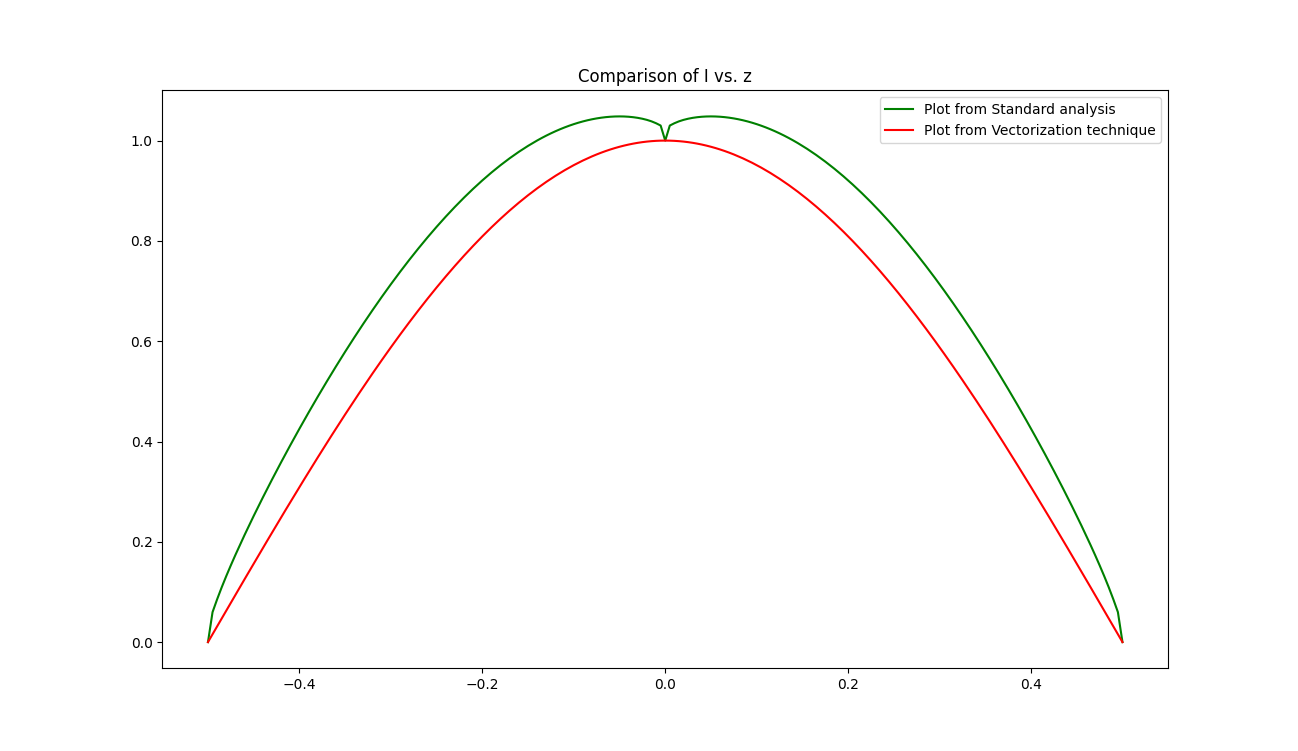 Comparison of I vs. z
Plot from Standard analysis
Plot from Vectorization technique
1.0
0.8
0.6
0.4
0.2
0.0
−0.4 −0.2 0.0 0.2 0.4